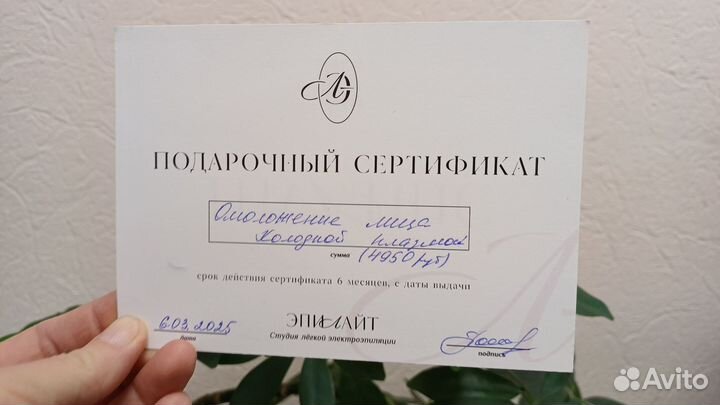 ЛЭ
ПОДАРОЧНЫЙ СЕРТИФИКАТ
Омоложение лица
Холодной плазмой
сумма (4950 руб)
срок действия сертификата 6 месяцев, с даты выдачи
6.03.2025
дата
ЭПИЛАЙТ
Студия лёгкой электроэпиляции
подпись
Avito